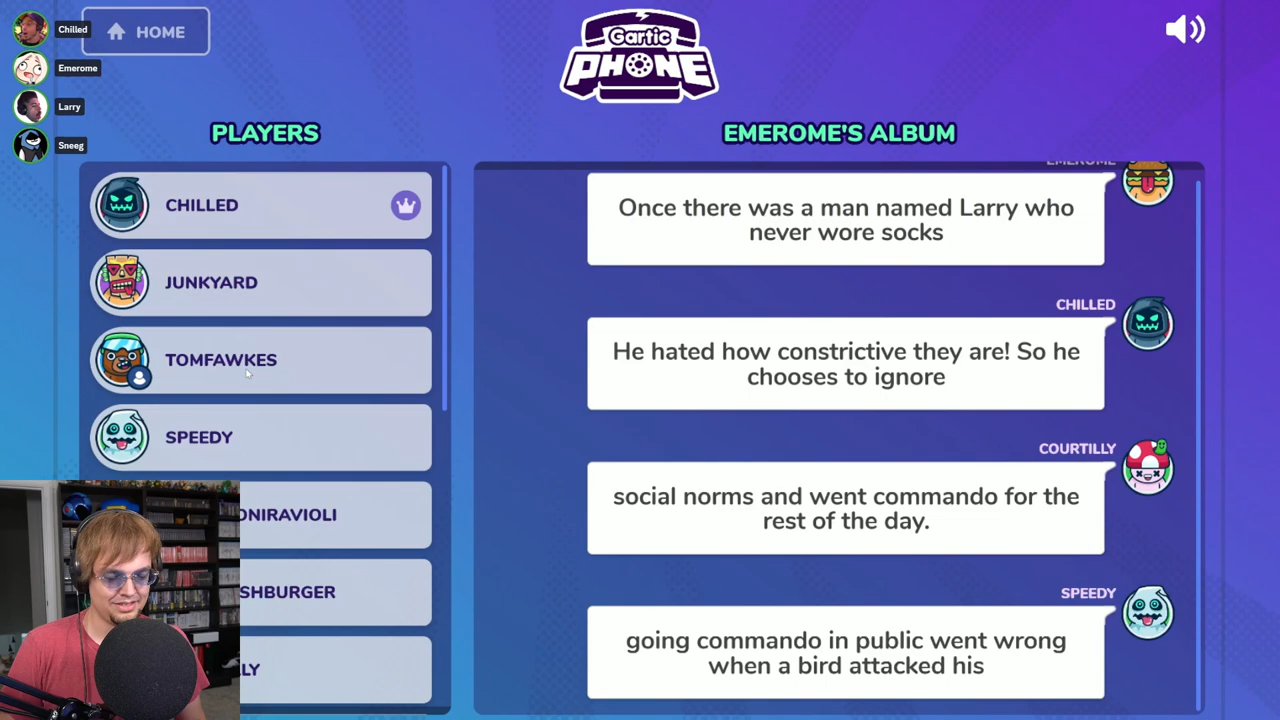 Chilled
HOME
Emerome
Larry
Sneeg
Gartic
PHONE
PLAYERS
CHILLED
JUNKYARD
TOMFAWKES
SPEEDY
ONIRAVIOLI
SHBURGER
LY
EMEROME'S ALBUM
EMEROME
Once there was a man named Larry who
never wore socks
CHILLED
He hated how constrictive they are! So he
chooses to ignore
COURTILLY
social norms and went commando for the
rest of the day.
SPEEDY
going commando in public went wrong
when a bird attacked his